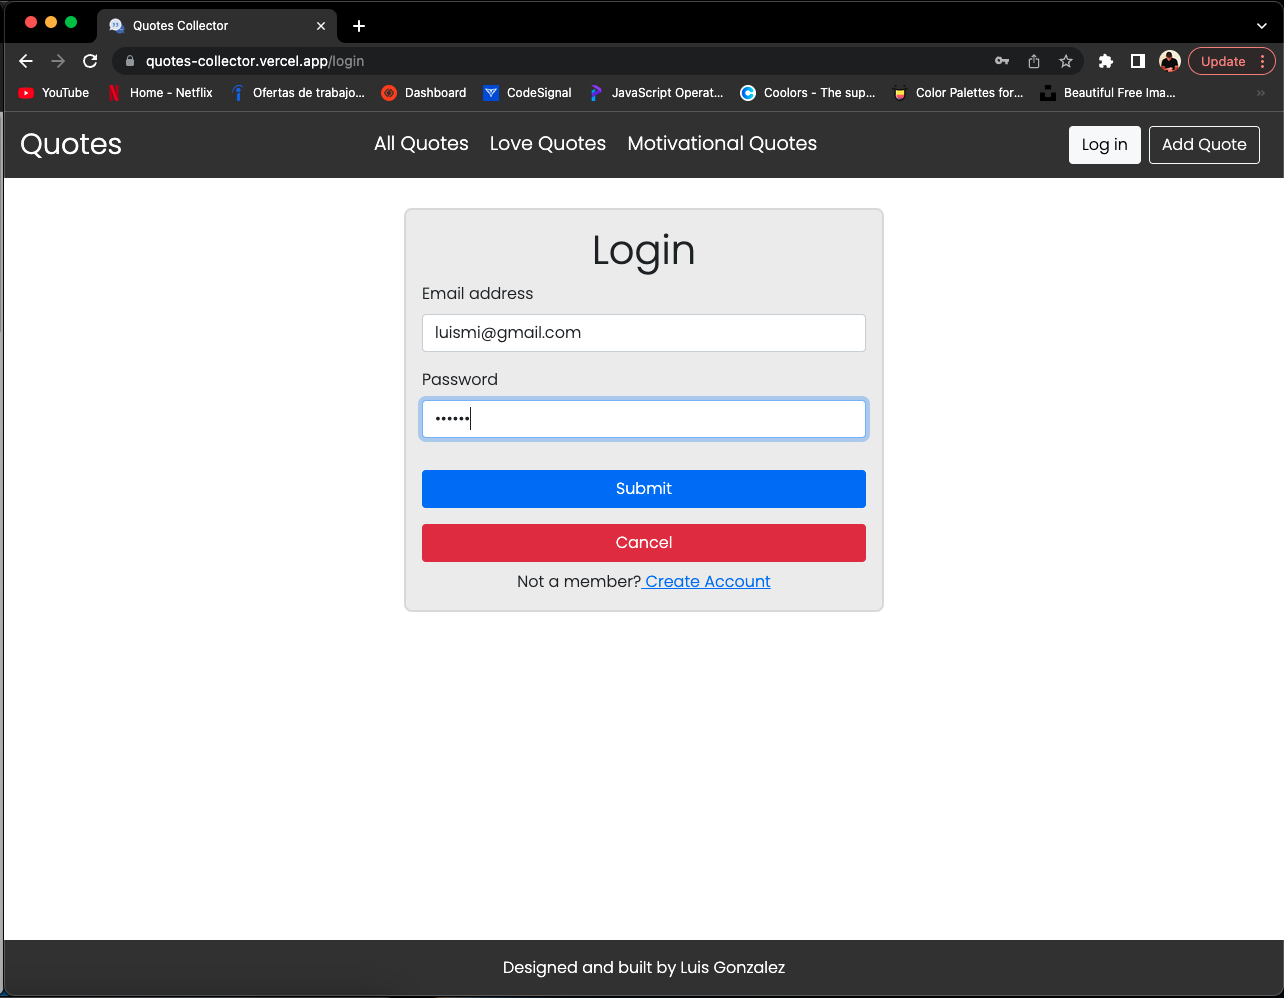 Quotes Collector
quotes-collector.vercel.app/login
Update
YouTube
Home - Netflix
Ofertas de trabajo...
Dashboard
CodeSignal
JavaScript Operat...
Coolors - The sup...
Color Palettes for...
Beautiful Free Ima...
Quotes
All Quotes
Love Quotes
Motivational Quotes
Log in
Add Quote
Login
Email address
luismi@gmail.com
Password
••••••
Submit
Cancel
Not a member? Create Account
Designed and built by Luis Gonzalez